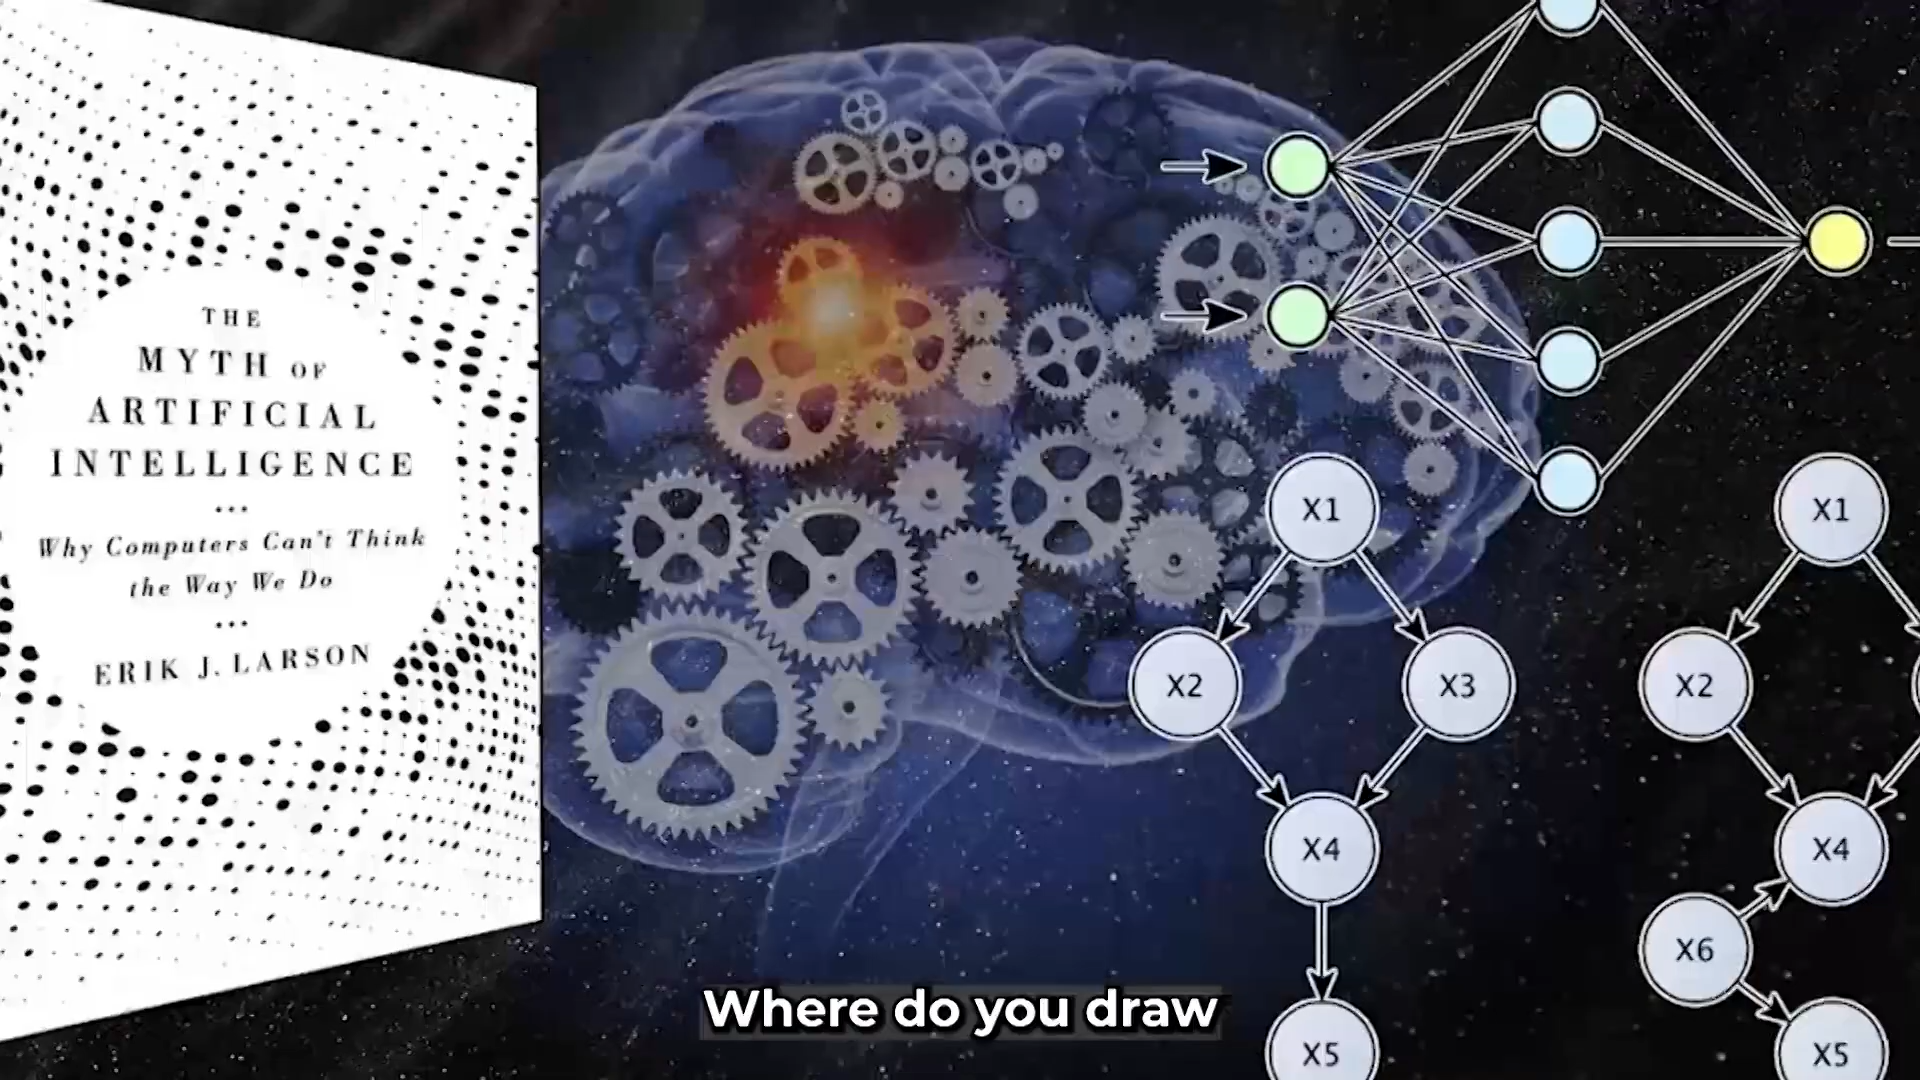 THE
MYTH OF
ARTIFICIAL
INTELLIGENCE
...
Why Computers Can't Think
the Way We Do
...
ERIK J. LARSON
X1
X1
X2
X3
X2
X4
X4
X6
X5
X5
Where do you draw